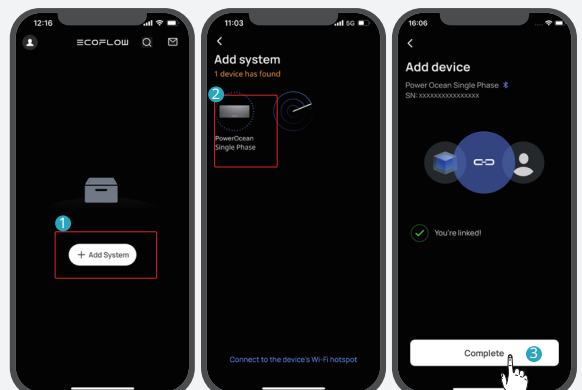 12:16
ECOFLOW
1
+ Add System
11:03
5G
Add system
1 device has found
2
PowerOcean
Single Phase
Connect to the device's Wi-Fi hotspot
16:06
Add device
Power Ocean Single Phase
SN: xxxxxxxxxxxxxxx
You're linked!
Complete
3